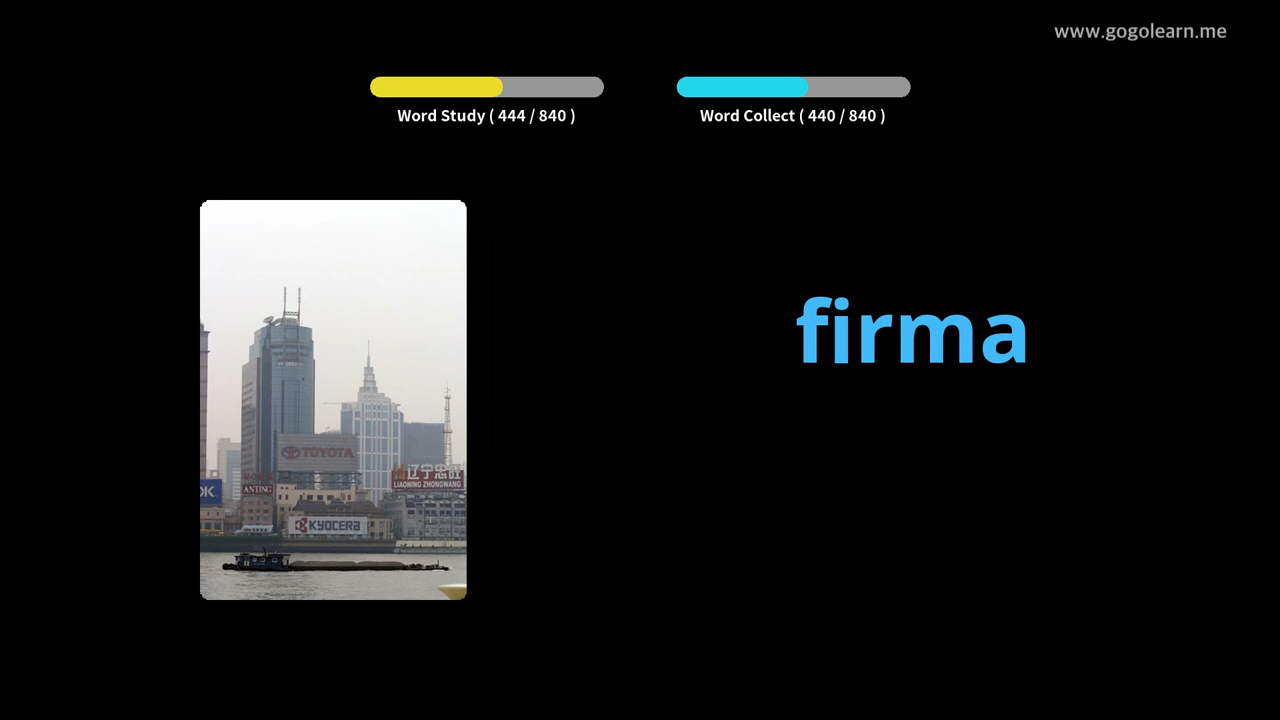 www.gogolearn.me
Word Study ( 444 / 840 )
Word Collect ( 440 / 840 )
firma
TOYOTA
辽宁忠旺
LIAONING ZHONGWANG
OK
ANTING
KYOCERA